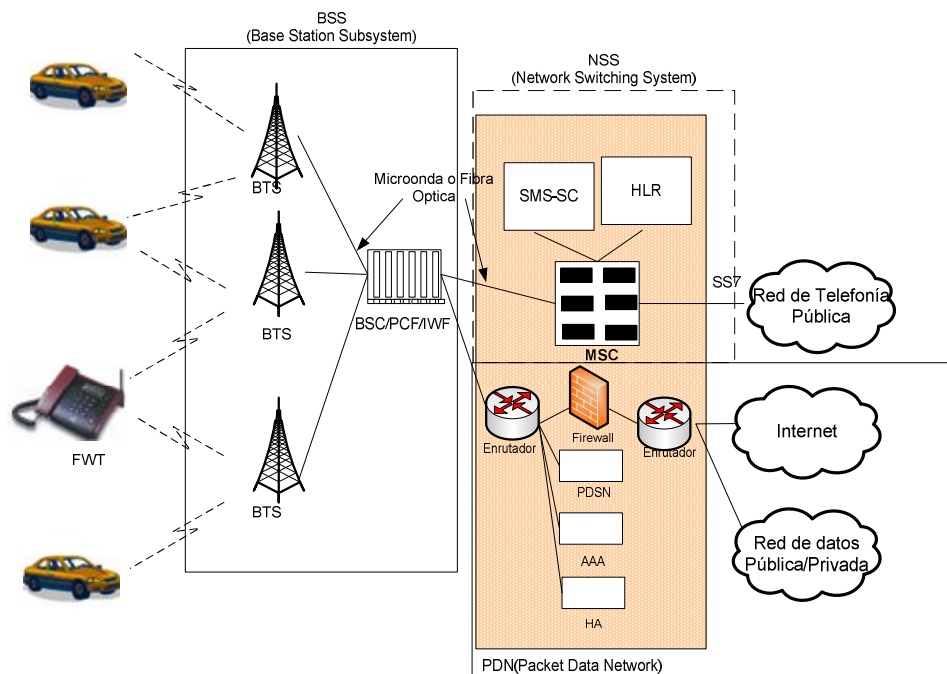 BSS
(Base Station Subsystem)
NSS
(Network Switching System)
BTS
Microonda o Fibra
Optica
SMS-SC
HLR
BTS
BSC/PCF/IWF
SS7
Red de Telefonía
Pública
MSC
FWT
BTS
Enrutador
Firewall
Enrutador
Internet
PDSN
AAA
Red de datos
Pública/Privada
HA
PDN(Packet Data Network)